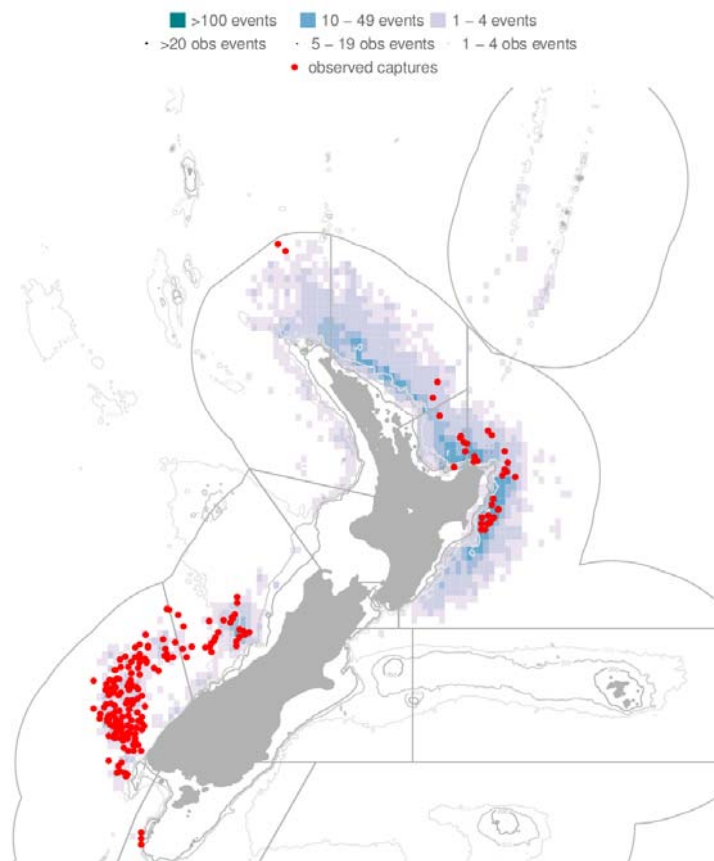 >100 events 10 – 49 events 1 – 4 events
>20 obs events 5 – 19 obs events 1 – 4 obs events
observed captures